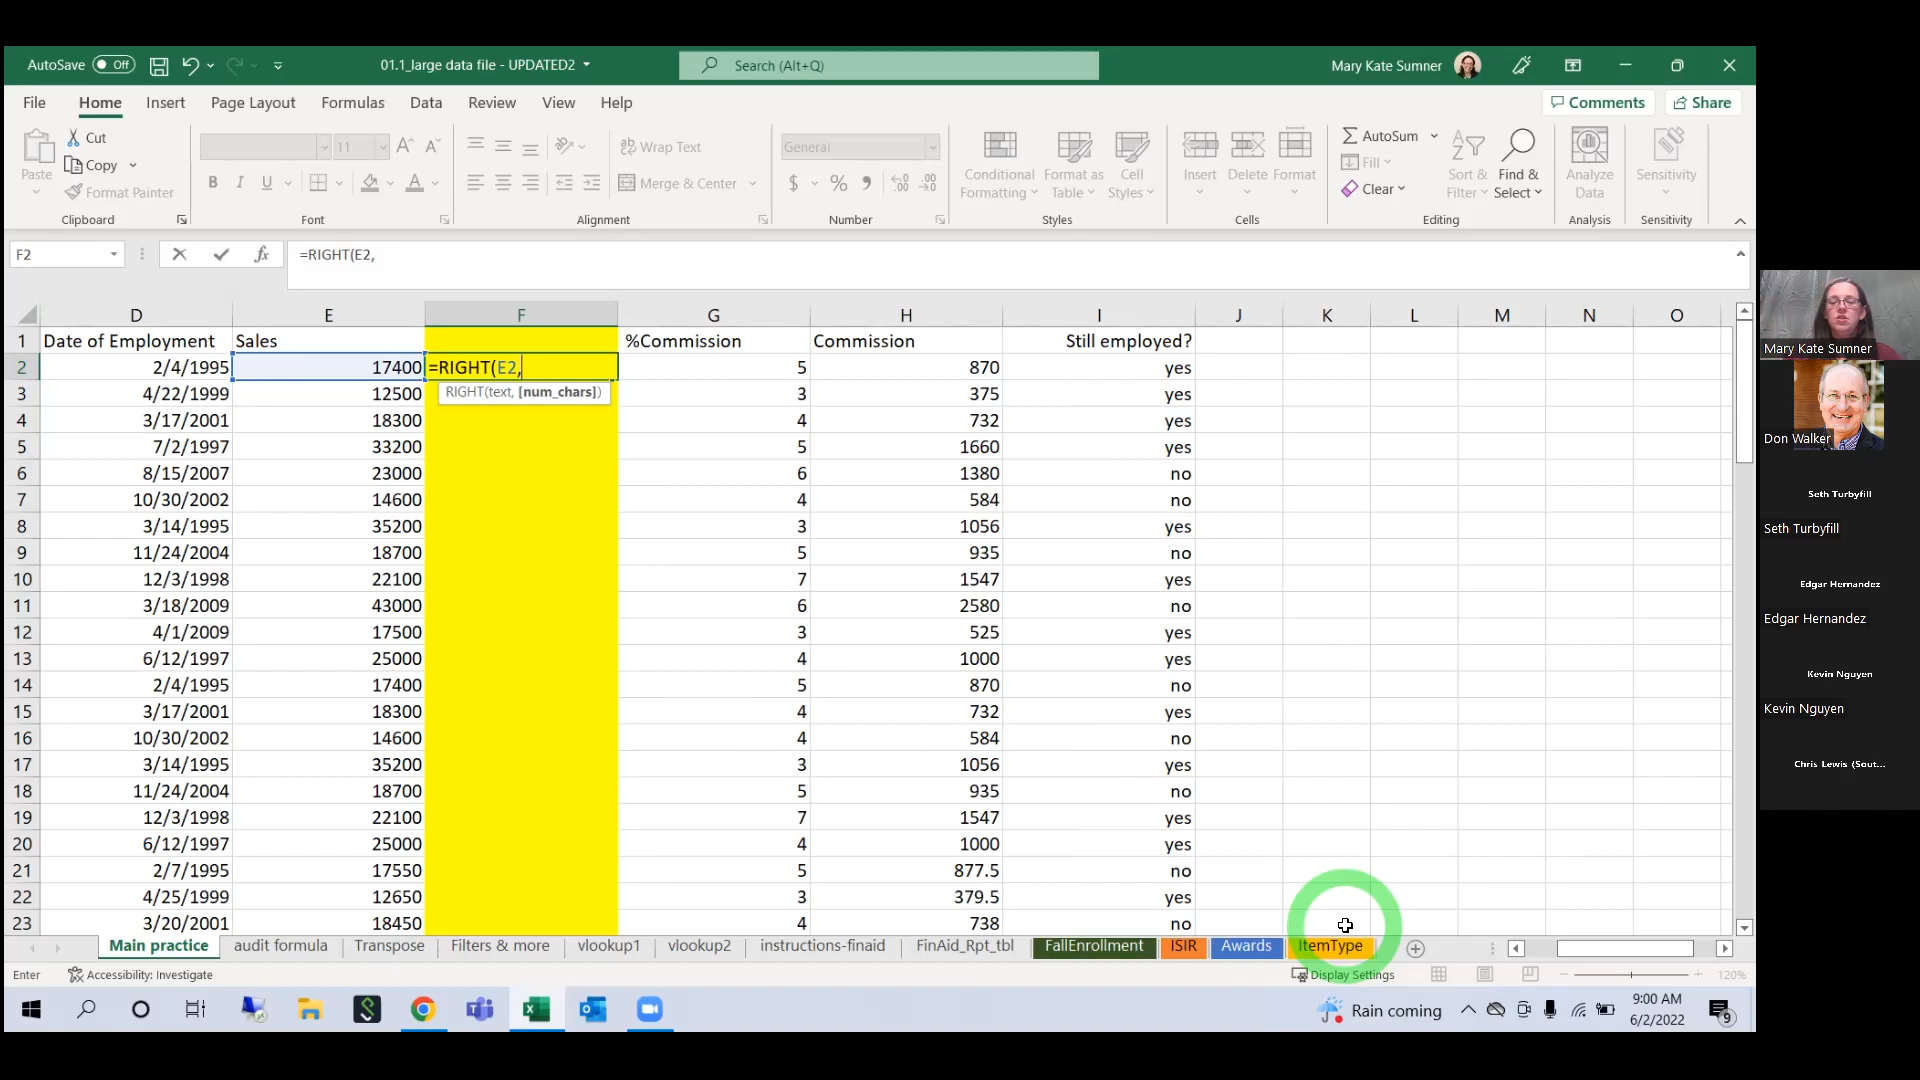 AutoSave Off 01.1_large data file - UPDATED2 Search (Alt+Q) Mary Kate Sumner
File Home Insert Page Layout Formulas Data Review View Help Comments Share
Paste Cut Copy Format Painter
11
Wrap Text Merge & Center
General
$ % 9
Conditional Formatting Format as Table Cell Styles
Insert Delete Format
AutoSum Fill Clear
Sort & Filter Find & Select
Analyze Data Sensitivity
Clipboard Font Alignment Number Styles Cells Editing Analysis Sensitivity
F2 fx =RIGHT(E2,
D E F G H I J K L M N O
1 Date of Employment Sales %Commission Commission Still employed?
2 2/4/1995 17400 =RIGHT(E2, 5 870 yes
RIGHT(text, [num_chars])
3 4/22/1999 12500 3 375 yes
4 3/17/2001 18300 4 732 yes
5 7/2/1997 33200 5 1660 yes
6 8/15/2007 23000 6 1380 no
7 10/30/2002 14600 4 584 no
8 3/14/1995 35200 3 1056 yes
9 11/24/2004 18700 5 935 no
10 12/3/1998 22100 7 1547 yes
11 3/18/2009 43000 6 2580 no
12 4/1/2009 17500 3 525 yes
13 6/12/1997 25000 4 1000 yes
14 2/4/1995 17400 5 870 no
15 3/17/2001 18300 4 732 yes
16 10/30/2002 14600 4 584 no
17 3/14/1995 35200 3 1056 yes
18 11/24/2004 18700 5 935 no
19 12/3/1998 22100 7 1547 yes
20 6/12/1997 25000 4 1000 yes
21 2/7/1995 17550 5 877.5 no
22 4/25/1999 12650 3 379.5 yes
23 3/20/2001 18450 4 738 no
Main practice audit formula Transpose Filters & more vlookup1 vlookup2 instructions-finaid FinAid_Rpt_tbl FallEnrollment ISIR Awards ItemType
Enter Accessibility: Investigate Display Settings 120%
Rain coming 9:00 AM
6/2/2022 9
Mary Kate Sumner
Don Walker
Seth Turbyfill
Seth Turbyfill
Edgar Hernandez
Edgar Hernandez
Kevin Nguyen
Kevin Nguyen
Chris Lewis (Sout...